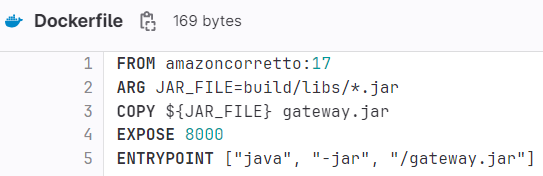 Dockerfile 169 bytes
1 FROM amazoncorretto:17
2 ARG JAR_FILE=build/libs/*.jar
3 COPY ${JAR_FILE} gateway.jar
4 EXPOSE 8000
5 ENTRYPOINT ["java", "-jar", "/gateway.jar"]